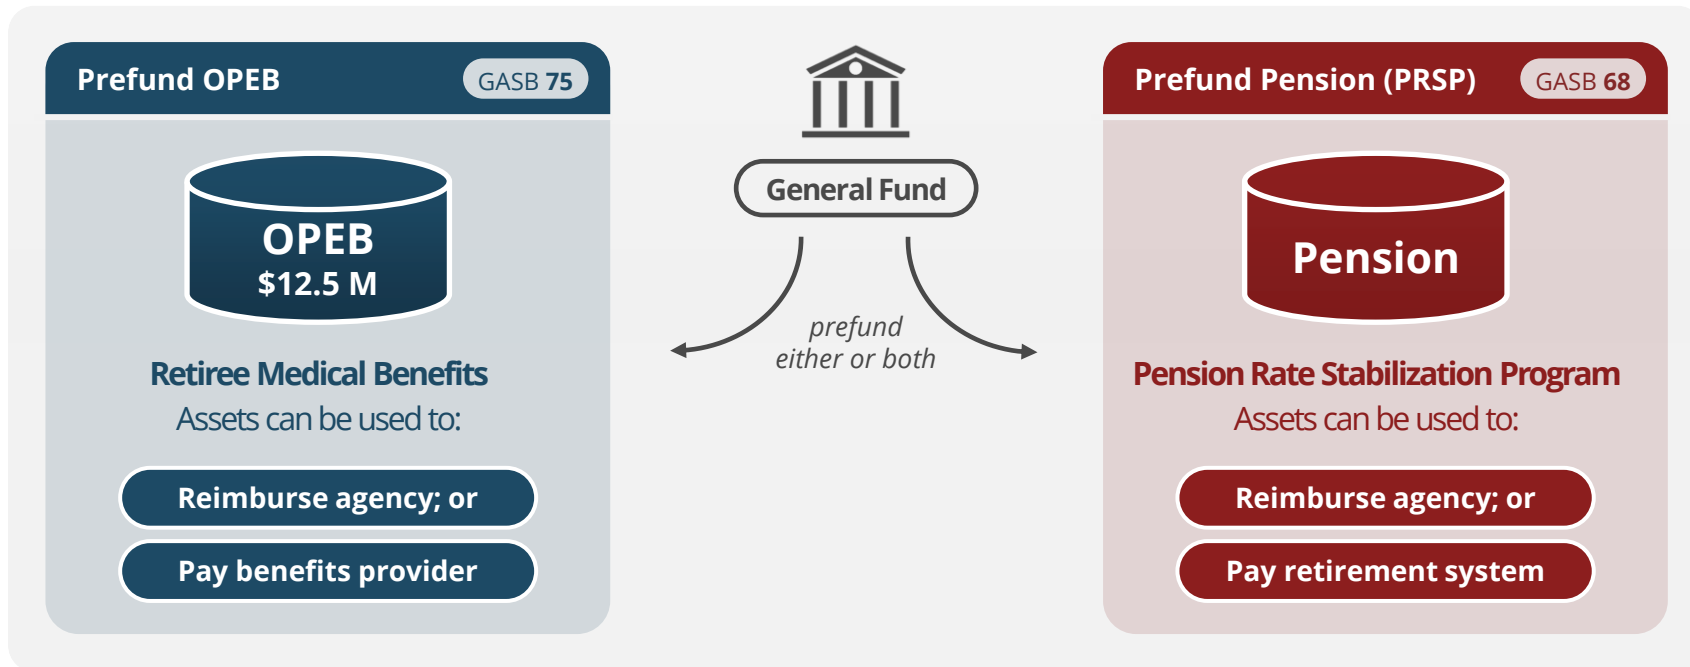 Prefund OPEB
GASB 75
OPEB
$12.5 M
Retiree Medical Benefits
Assets can be used to:
Reimburse agency; or
Pay benefits provider
General Fund
prefund
either or both
Prefund Pension (PRSP)
GASB 68
Pension
Pension Rate Stabilization Program
Assets can be used to:
Reimburse agency; or
Pay retirement system